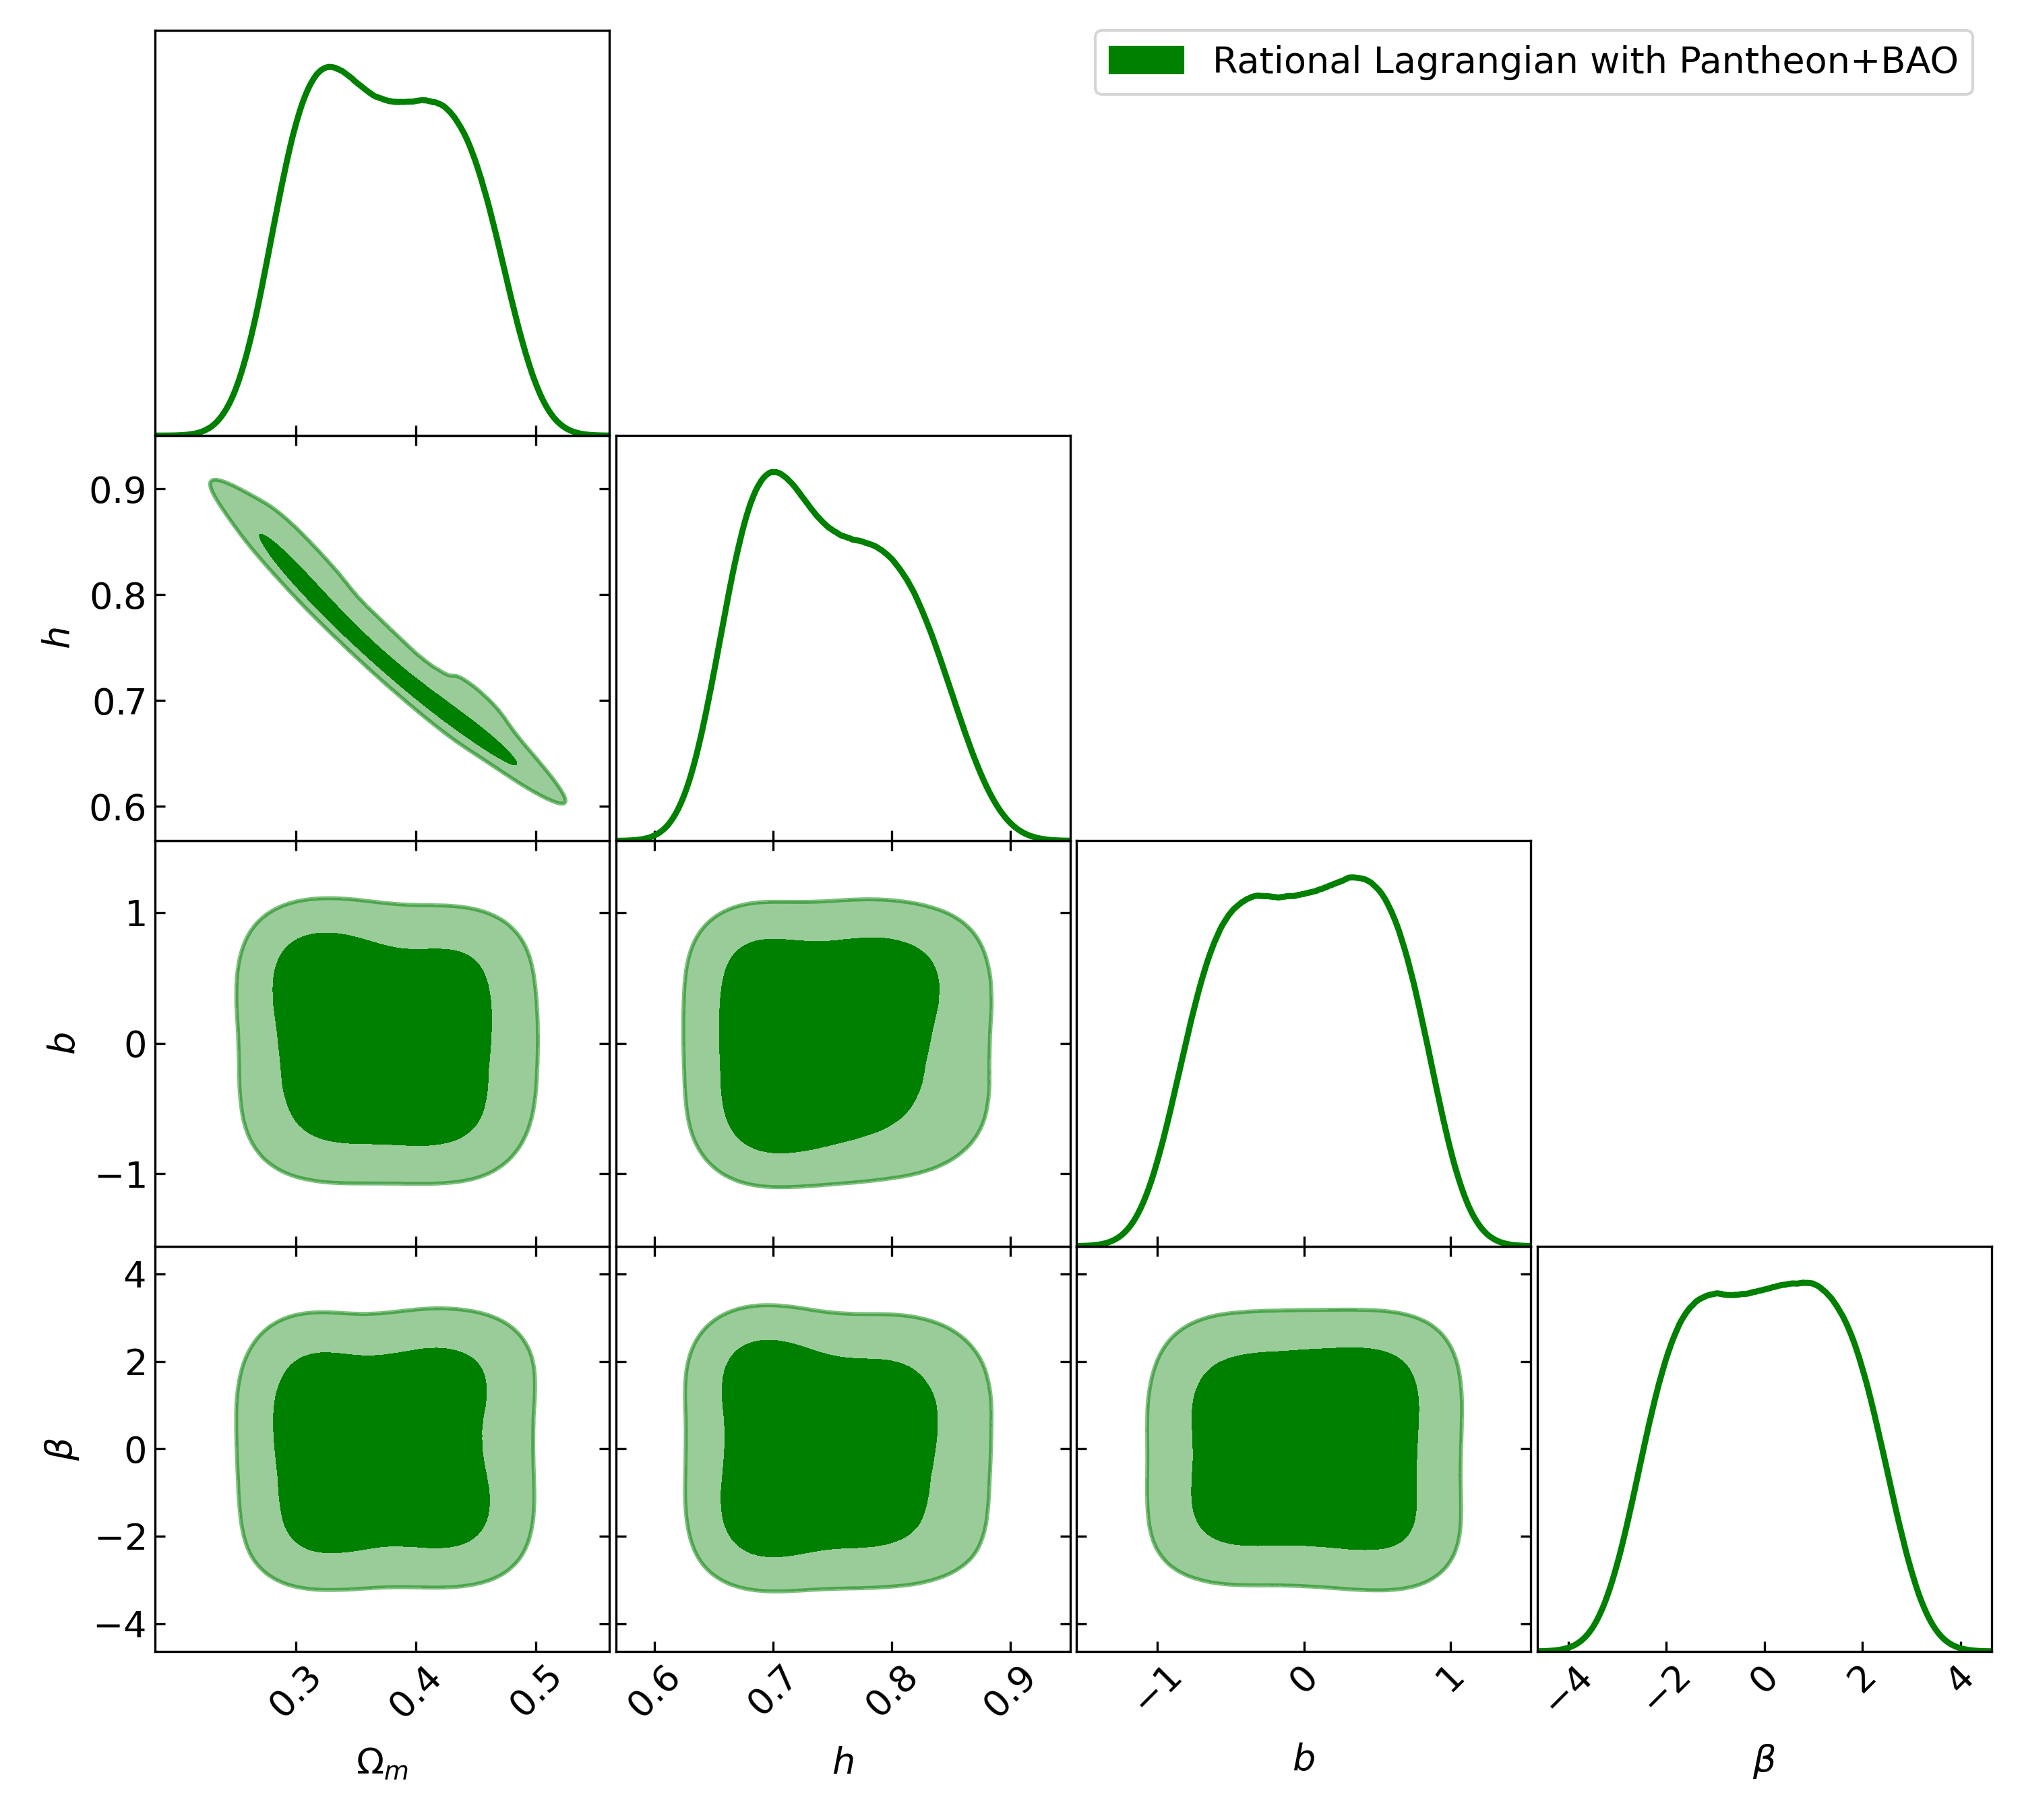 Rational Lagrangian with Pantheon+BAO
0.9
0.8
0.7
0.6
h
1
0
−1
b
4
2
0
−2
−4
β
0.3 0.4 0.5 0.6 0.7 0.8 0.9 −1 0 1 −4 −2 0 2 4
Ωm h b β